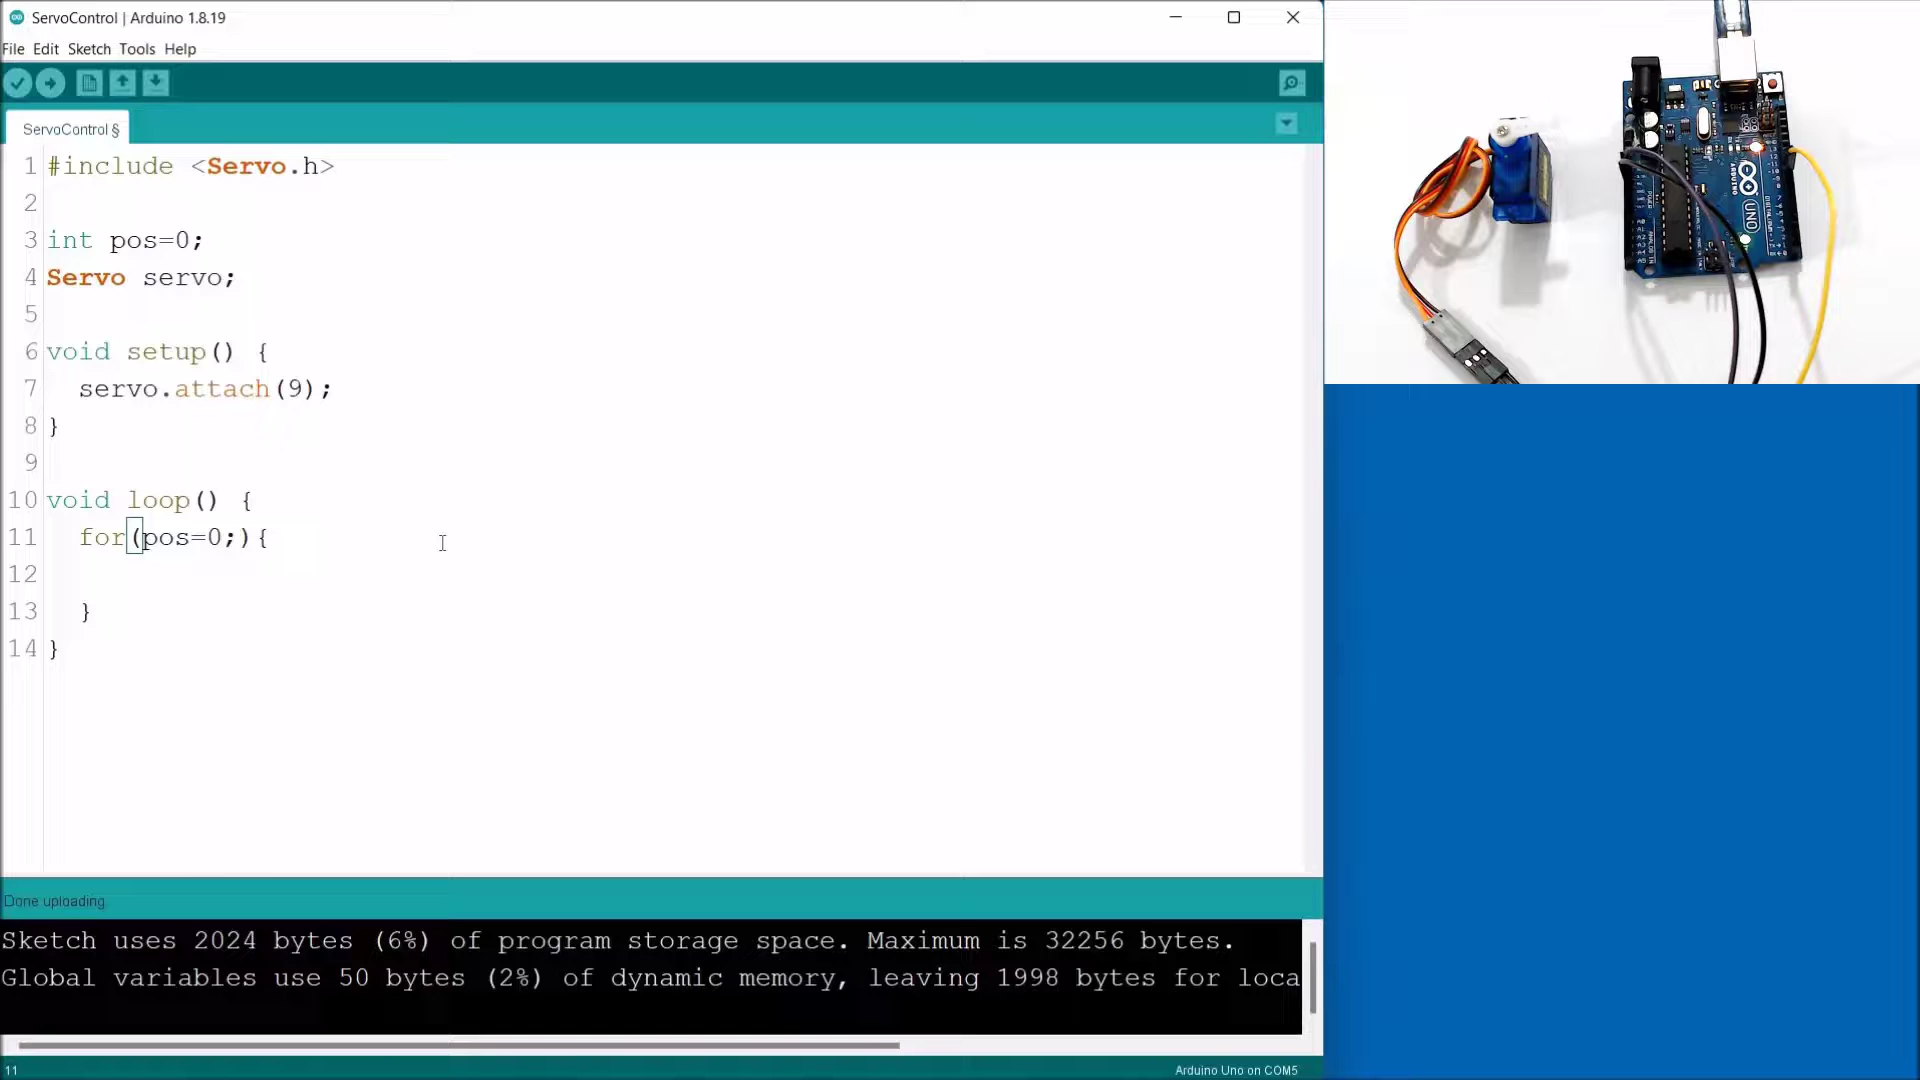 ServoControl | Arduino 1.8.19
File Edit Sketch Tools Help
ServoControl §
1 #include <Servo.h>
2
3 int pos=0;
4 Servo servo;
5
6 void setup() {
7 servo.attach(9);
8 }
9
10 void loop() {
11 for(pos=0;){
12
13 }
14 }
Done uploading.
Sketch uses 2024 bytes (6%) of program storage space. Maximum is 32256 bytes.
Global variables use 50 bytes (2%) of dynamic memory, leaving 1998 bytes for loca
11
Arduino Uno on COM5
ARDUINO
UNO